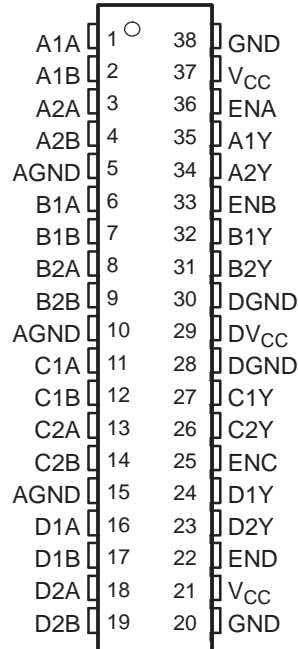 A1A 1 38 GND
A1B 2 37 VCC
A2A 3 36 ENA
A2B 4 35 A1Y
AGND 5 34 A2Y
B1A 6 33 ENB
B1B 7 32 B1Y
B2A 8 31 B2Y
B2B 9 30 DGND
AGND 10 29 DVCC
C1A 11 28 DGND
C1B 12 27 C1Y
C2A 13 26 C2Y
C2B 14 25 ENC
AGND 15 24 D1Y
D1A 16 23 D2Y
D1B 17 22 END
D2A 18 21 VCC
D2B 19 20 GND